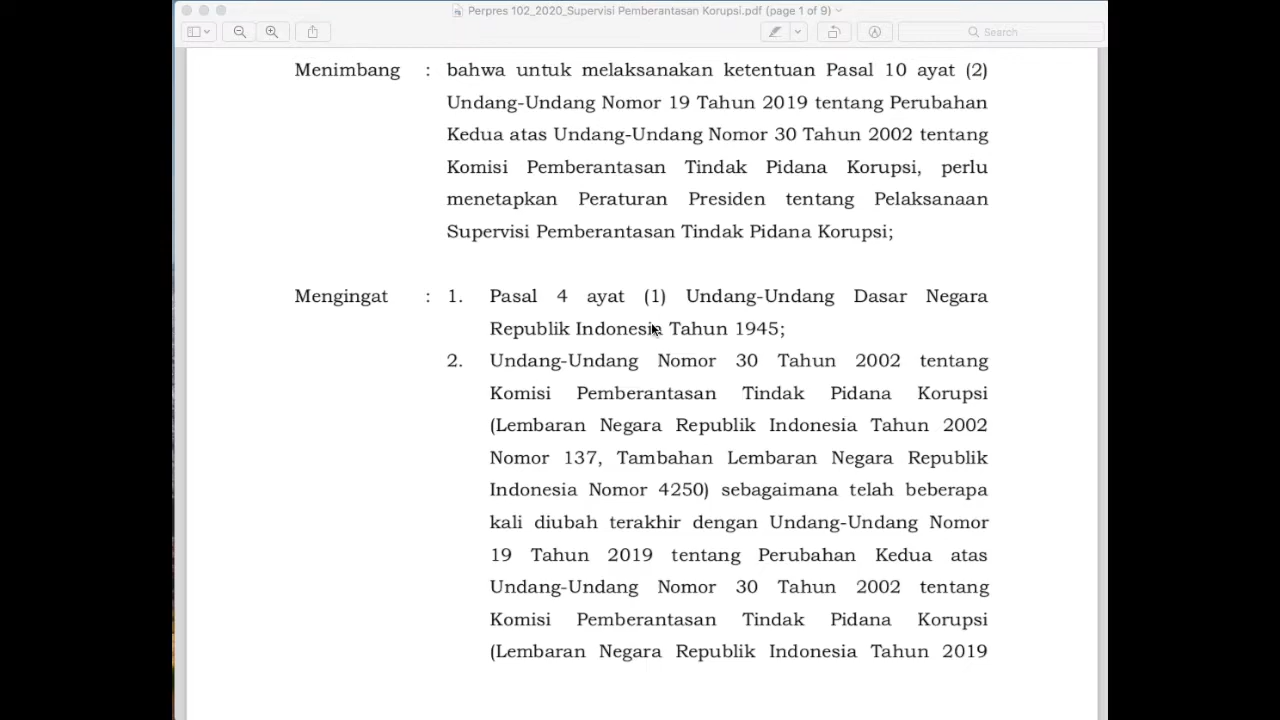 Perpres 102_2020_Supervisi Pemberantasan Korupsi.pdf (page 1 of 9)
Search
Menimbang : bahwa untuk melaksanakan ketentuan Pasal 10 ayat (2)
Undang-Undang Nomor 19 Tahun 2019 tentang Perubahan
Kedua atas Undang-Undang Nomor 30 Tahun 2002 tentang
Komisi Pemberantasan Tindak Pidana Korupsi, perlu
menetapkan Peraturan Presiden tentang Pelaksanaan
Supervisi Pemberantasan Tindak Pidana Korupsi;
Mengingat : 1. Pasal 4 ayat (1) Undang-Undang Dasar Negara
Republik Indonesia Tahun 1945;
2. Undang-Undang Nomor 30 Tahun 2002 tentang
Komisi Pemberantasan Tindak Pidana Korupsi
(Lembaran Negara Republik Indonesia Tahun 2002
Nomor 137, Tambahan Lembaran Negara Republik
Indonesia Nomor 4250) sebagaimana telah beberapa
kali diubah terakhir dengan Undang-Undang Nomor
19 Tahun 2019 tentang Perubahan Kedua atas
Undang-Undang Nomor 30 Tahun 2002 tentang
Komisi Pemberantasan Tindak Pidana Korupsi
(Lembaran Negara Republik Indonesia Tahun 2019